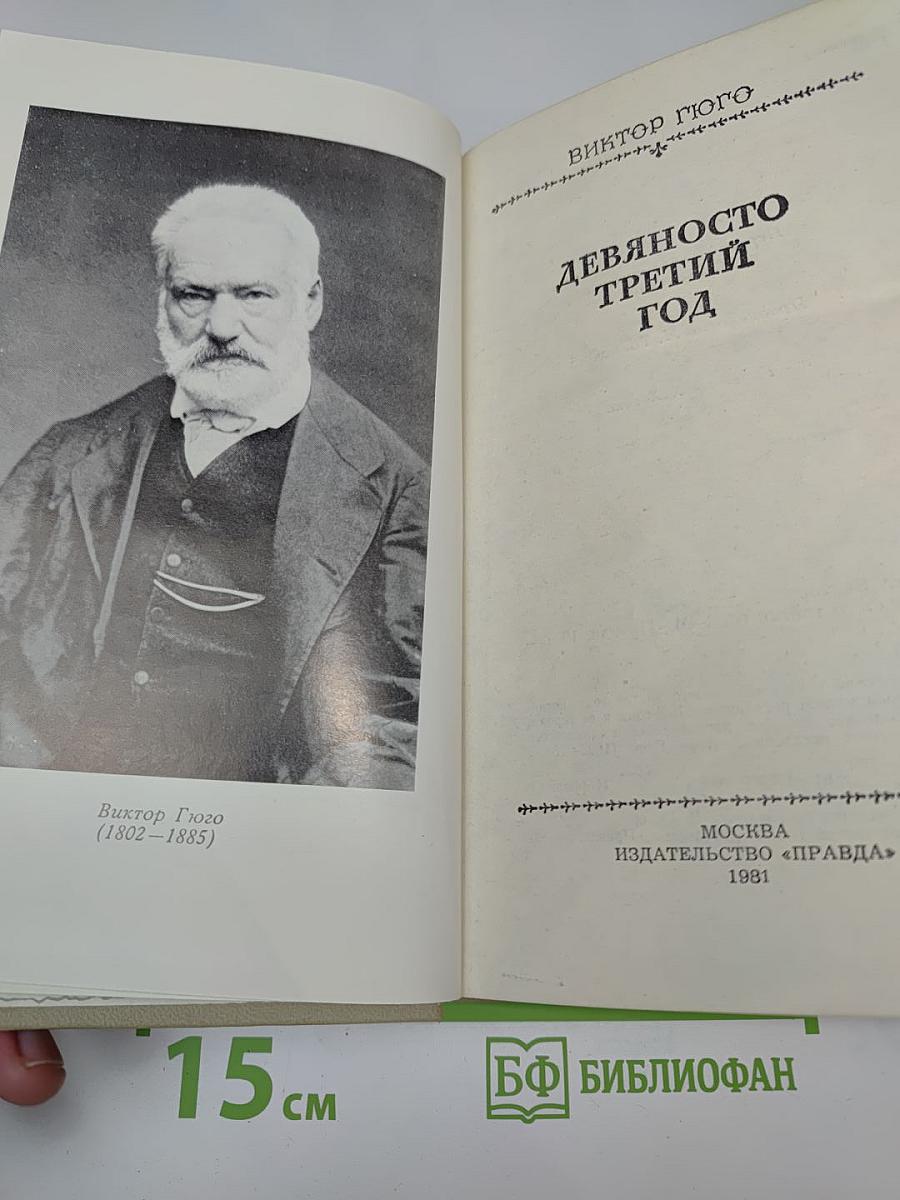 Виктор Гюго
(1802—1885)
ВИКТОР ГЮГО
ДЕВЯНОСТО
ТРЕТИЙ
ГОД
МОСКВА
ИЗДАТЕЛЬСТВО «ПРАВДА»
1981
15 см
БФ БИБЛИОФАН